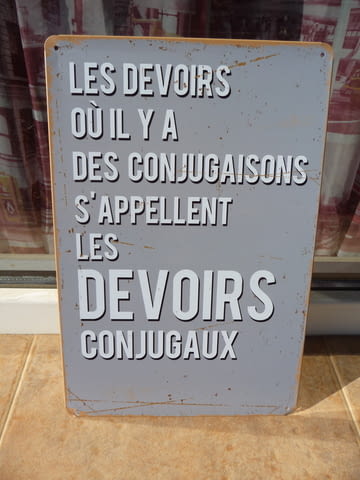 LES DEVOIRS
OÙ IL Y A
DES CONJUGAISONS
S'APPELLENT
LES
DEVOIRS
CONJUGAUX